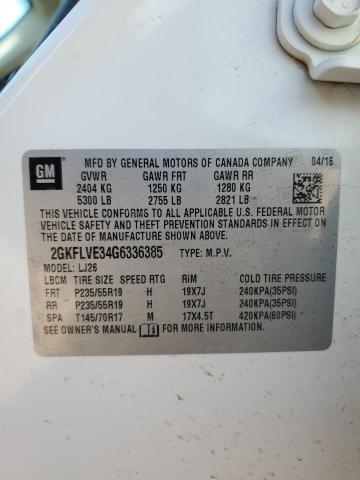 GM
MFD BY GENERAL MOTORS OF CANADA COMPANY 04/16
GVWR GAWR FRT GAWR RR
2404 KG 1250 KG 1280 KG
5300 LB 2755 LB 2821 LB
THIS VEHICLE CONFORMS TO ALL APPLICABLE U.S. FEDERAL MOTOR
VEHICLE SAFETY, BUMPER, AND THEFT PREVENTION STANDARDS IN
EFFECT ON THE DATE OF MANUFACTURE SHOWN ABOVE.
2GKFLVE34G6336385 TYPE: M.P.V.
MODEL: LJ26
LBCM TIRE SIZE SPEED RTG RIM COLD TIRE PRESSURE
FRT P235/55R19 H 19X7J 240KPA(35PSI)
RR P235/55R19 H 19X7J 240KPA(35PSI)
SPA T145/70R17 M 17X4.5T 420KPA(60PSI)
SEE OWNER'S MANUAL FOR MORE INFORMATION.